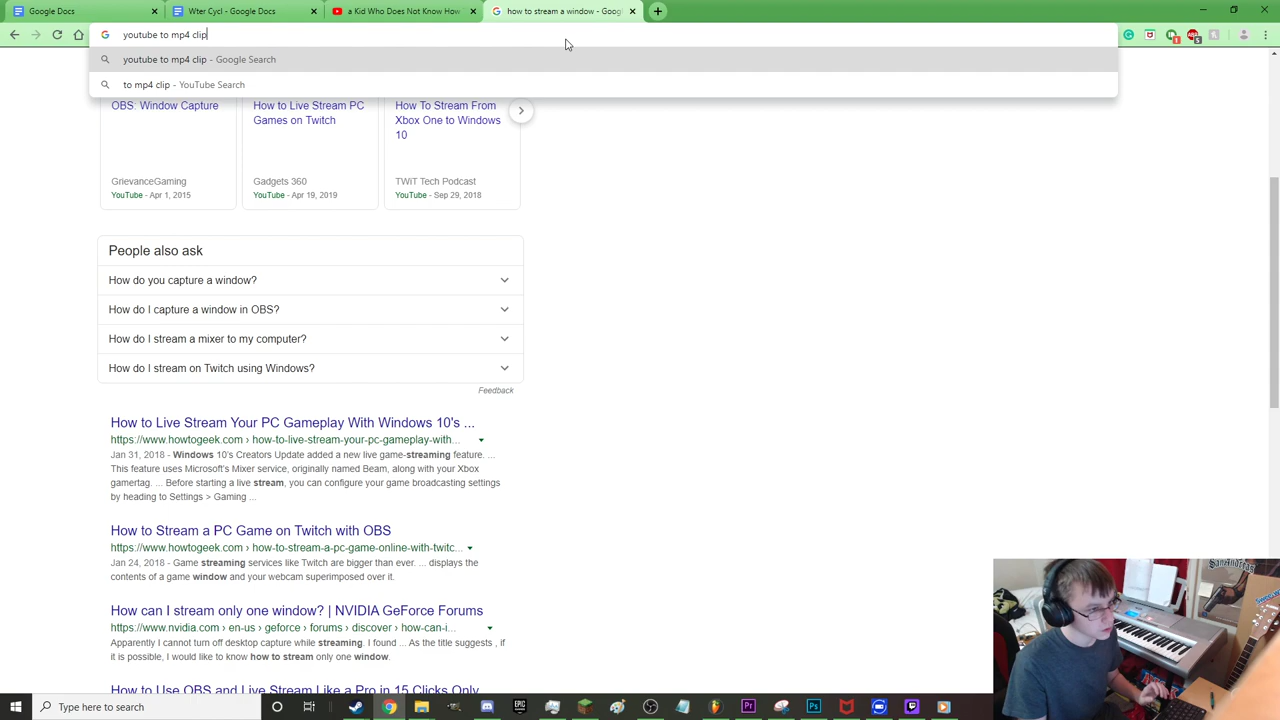 Google Docs
Wter Cycl - Google Docs
a Kid Who Does Not Know How
how to stream a window - Googl
youtube to mp4 clip
youtube to mp4 clip - Google Search
to mp4 clip - YouTube Search
OBS: Window Capture
GrievanceGaming
YouTube - Apr 1, 2015
How to Live Stream PC
Games on Twitch
Gadgets 360
YouTube - Apr 19, 2019
How To Stream From
Xbox One to Windows
10
TWiT Tech Podcast
YouTube - Sep 29, 2018
People also ask
How do you capture a window?
How do I capture a window in OBS?
How do I stream a mixer to my computer?
How do I stream on Twitch using Windows?
Feedback
How to Live Stream Your PC Gameplay With Windows 10's ...
https://www.howtogeek.com › how-to-live-stream-your-pc-gameplay-with...
Jan 31, 2018 - Windows 10's Creators Update added a new live game-streaming feature. ...
This feature uses Microsoft's Mixer service, originally named Beam, along with your Xbox
gamertag. ... Before starting a live stream, you can configure your game broadcasting settings
by heading to Settings > Gaming ...
How to Stream a PC Game on Twitch with OBS
https://www.howtogeek.com › how-to-stream-a-pc-game-online-with-twitc...
Jan 24, 2018 - Game streaming services like Twitch are bigger than ever. ... displays the
contents of a game window and your webcam superimposed over it.
How can I stream only one window? | NVIDIA GeForce Forums
https://www.nvidia.com › en-us › geforce › forums › discover › how-can-i...
Apparently I cannot turn off desktop capture while streaming. I found ... As the title suggests , if
it is possible, I would like to know how to stream only one window.
How to Use OBS and Live Stream Like a Pro in 15 Clicks Only
Type here to search